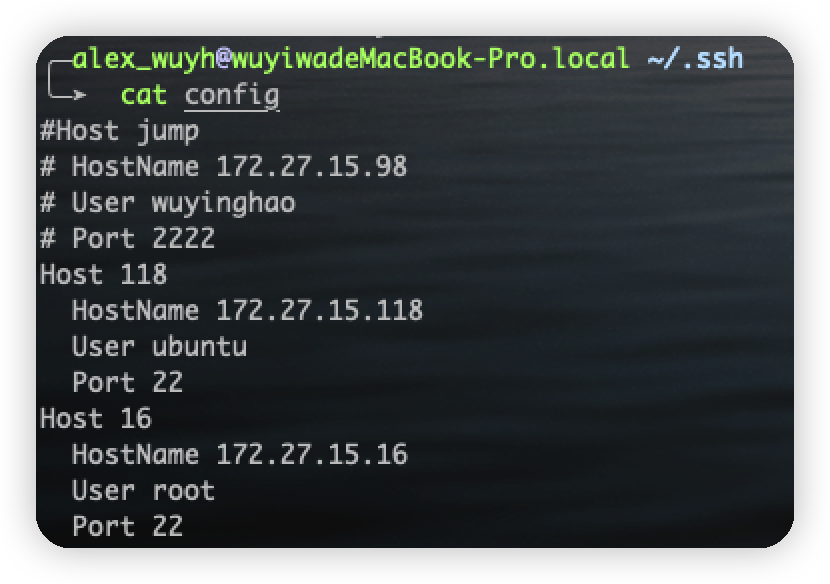 alex_wuyh@wuyiwadeMacBook-Pro.local ~/.ssh
cat config
#Host jump
# HostName 172.27.15.98
# User wuyinghao
# Port 2222
Host 118
  HostName 172.27.15.118
  User ubuntu
  Port 22
Host 16
  HostName 172.27.15.16
  User root
  Port 22